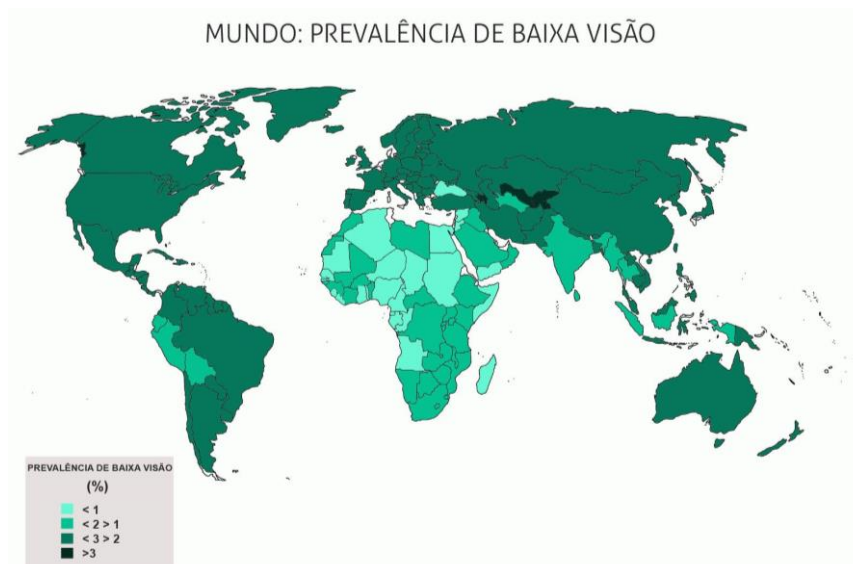 MUNDO: PREVALÊNCIA DE BAIXA VISÃO
PREVALÊNCIA DE BAIXA VISÃO
(%)
< 1
< 2 > 1
< 3 > 2
>3